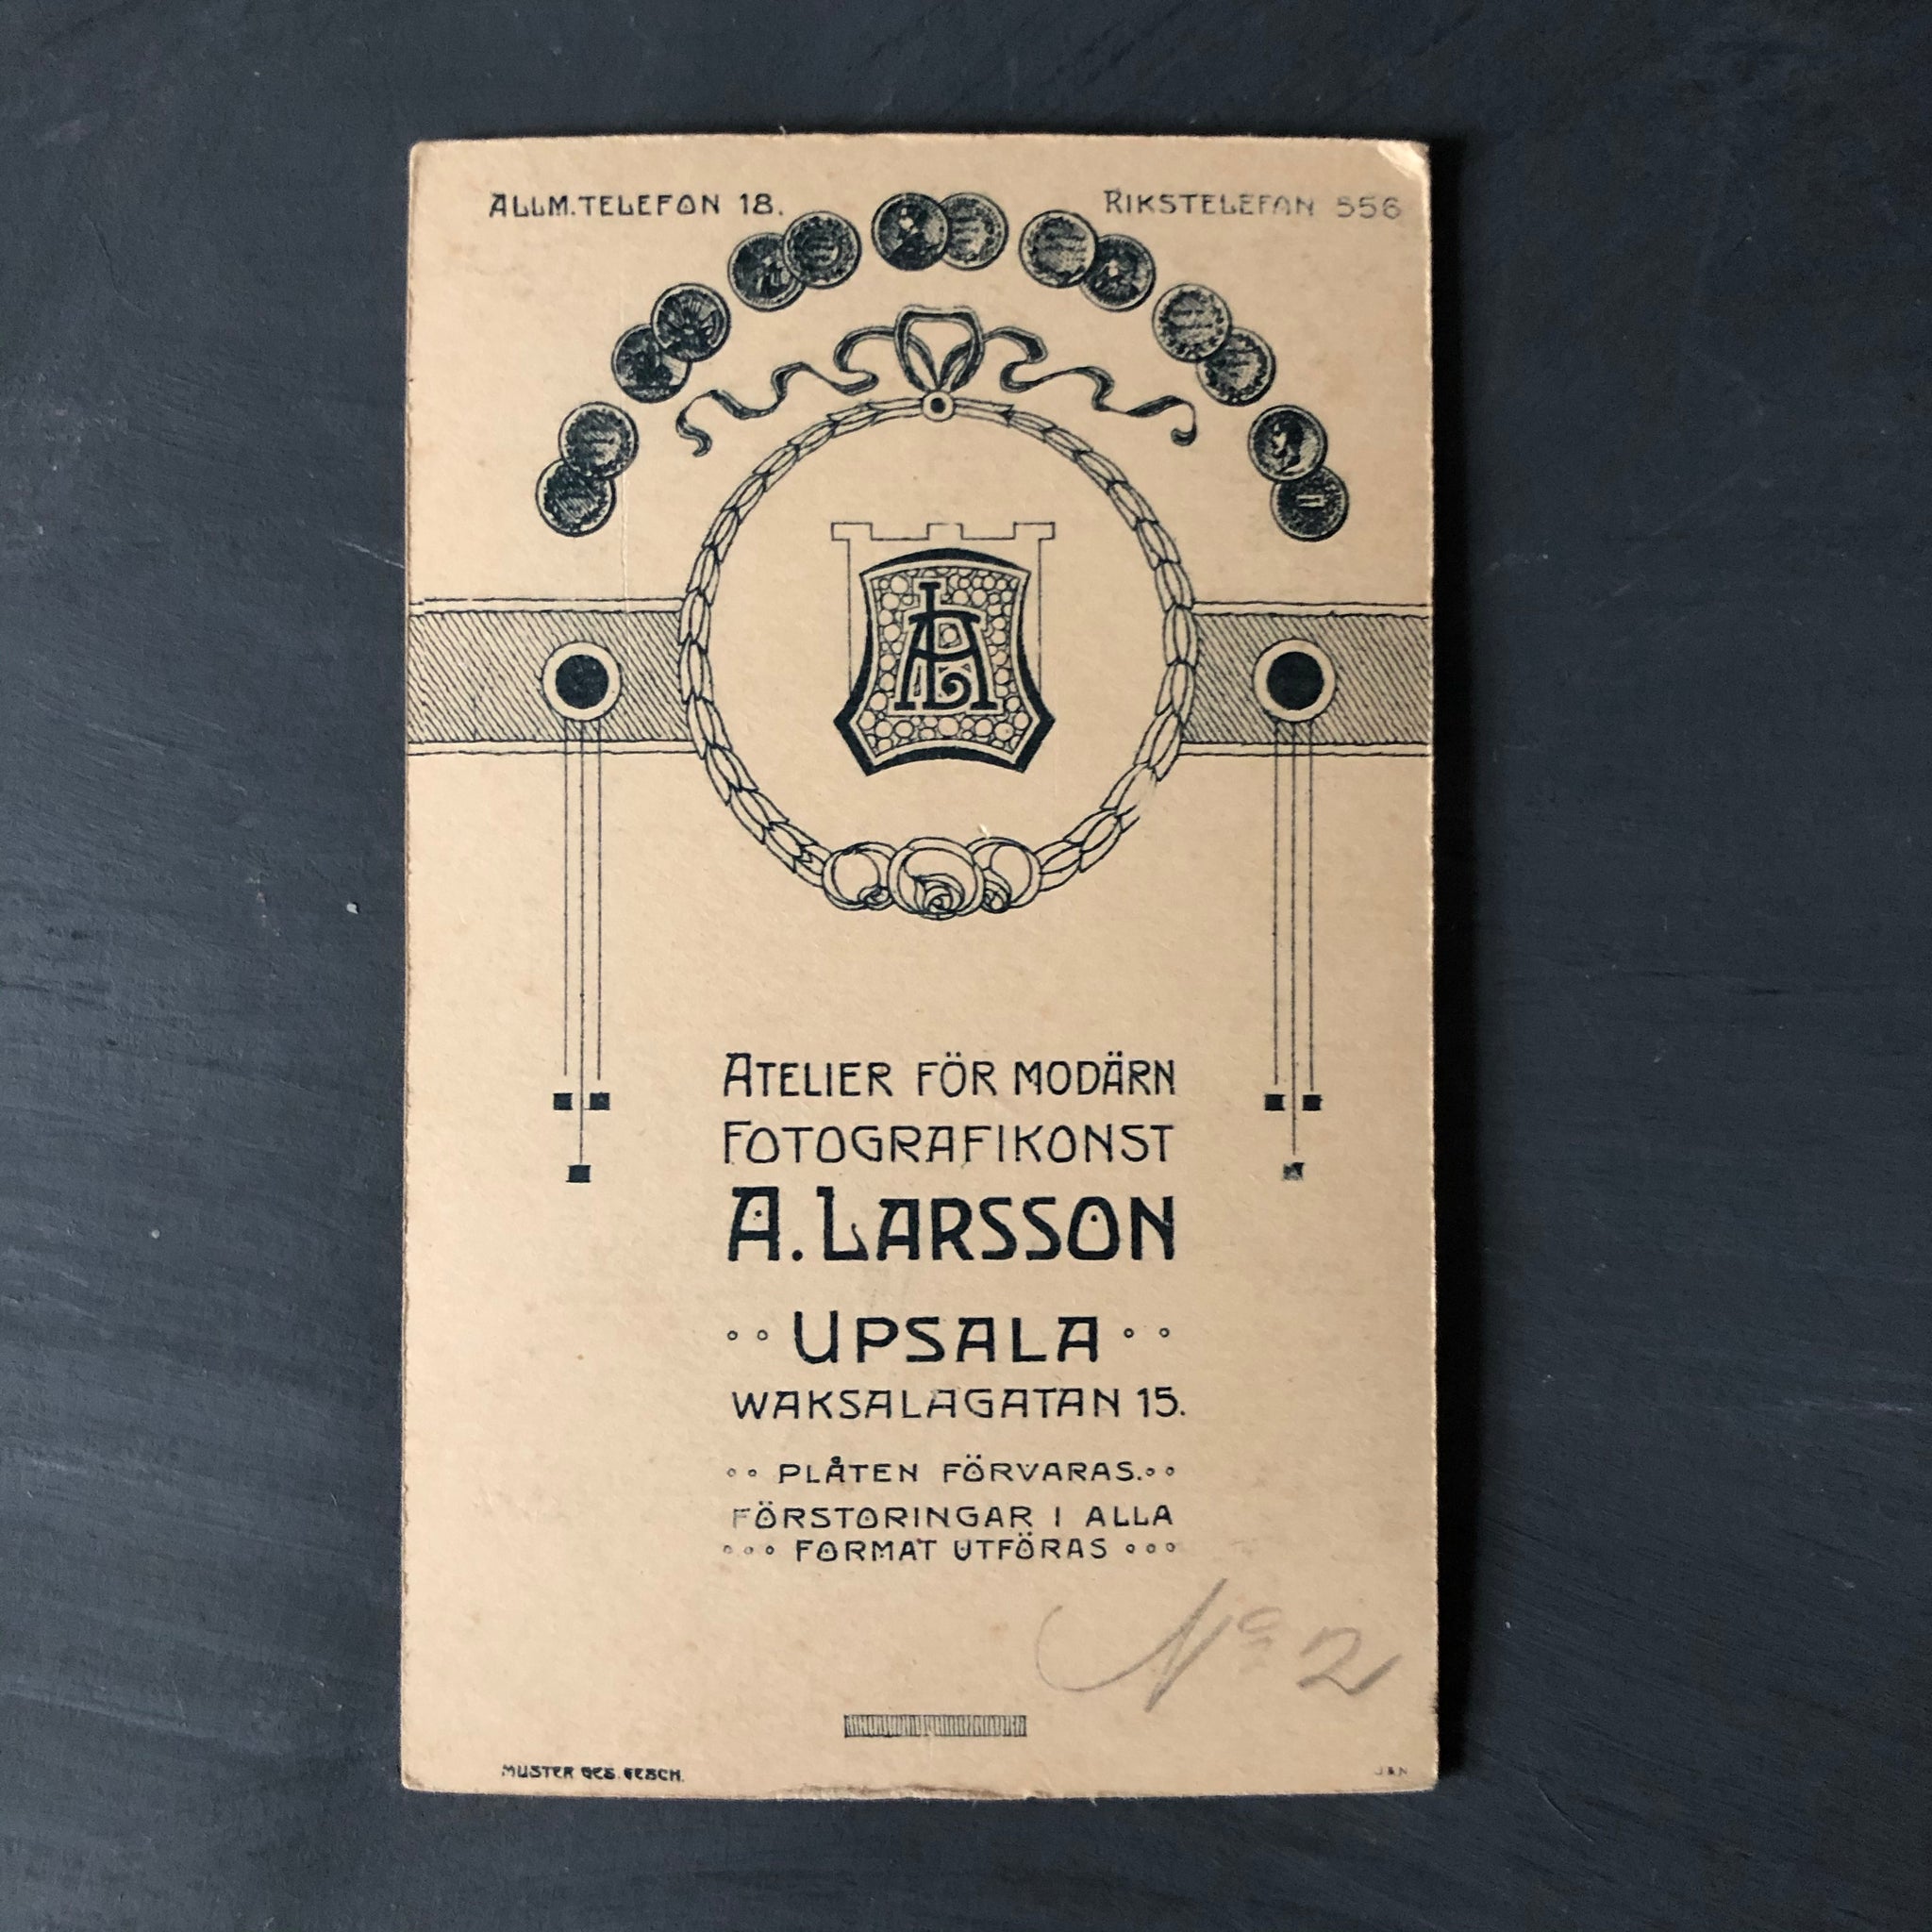 ALLM.TELEFON 18.
RIKSTELEFON 556
AL
ATELIER FÖR MODÄRN
FOTOGRAFIKONST
A. LARSSON
UPSALA
WAKSALAGATAN 15.
PLÅTEN FÖRVARAS.
FÖRSTORINGAR I ALLA
FORMAT UTFÖRAS
No 2
MUSTER GES. GESCH.
J & N